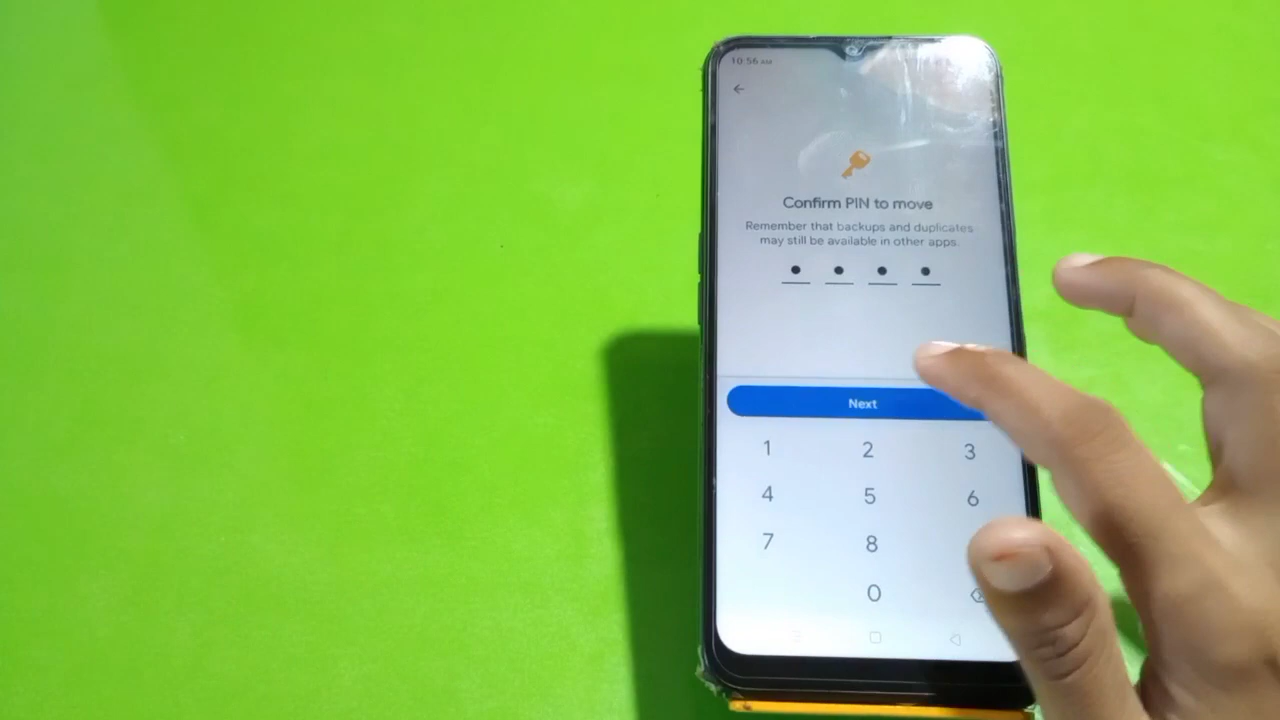 10:56 AM
Confirm PIN to move
Remember that backups and duplicates
may still be available in other apps.
Next
1 2 3
4 5 6
7 8
0